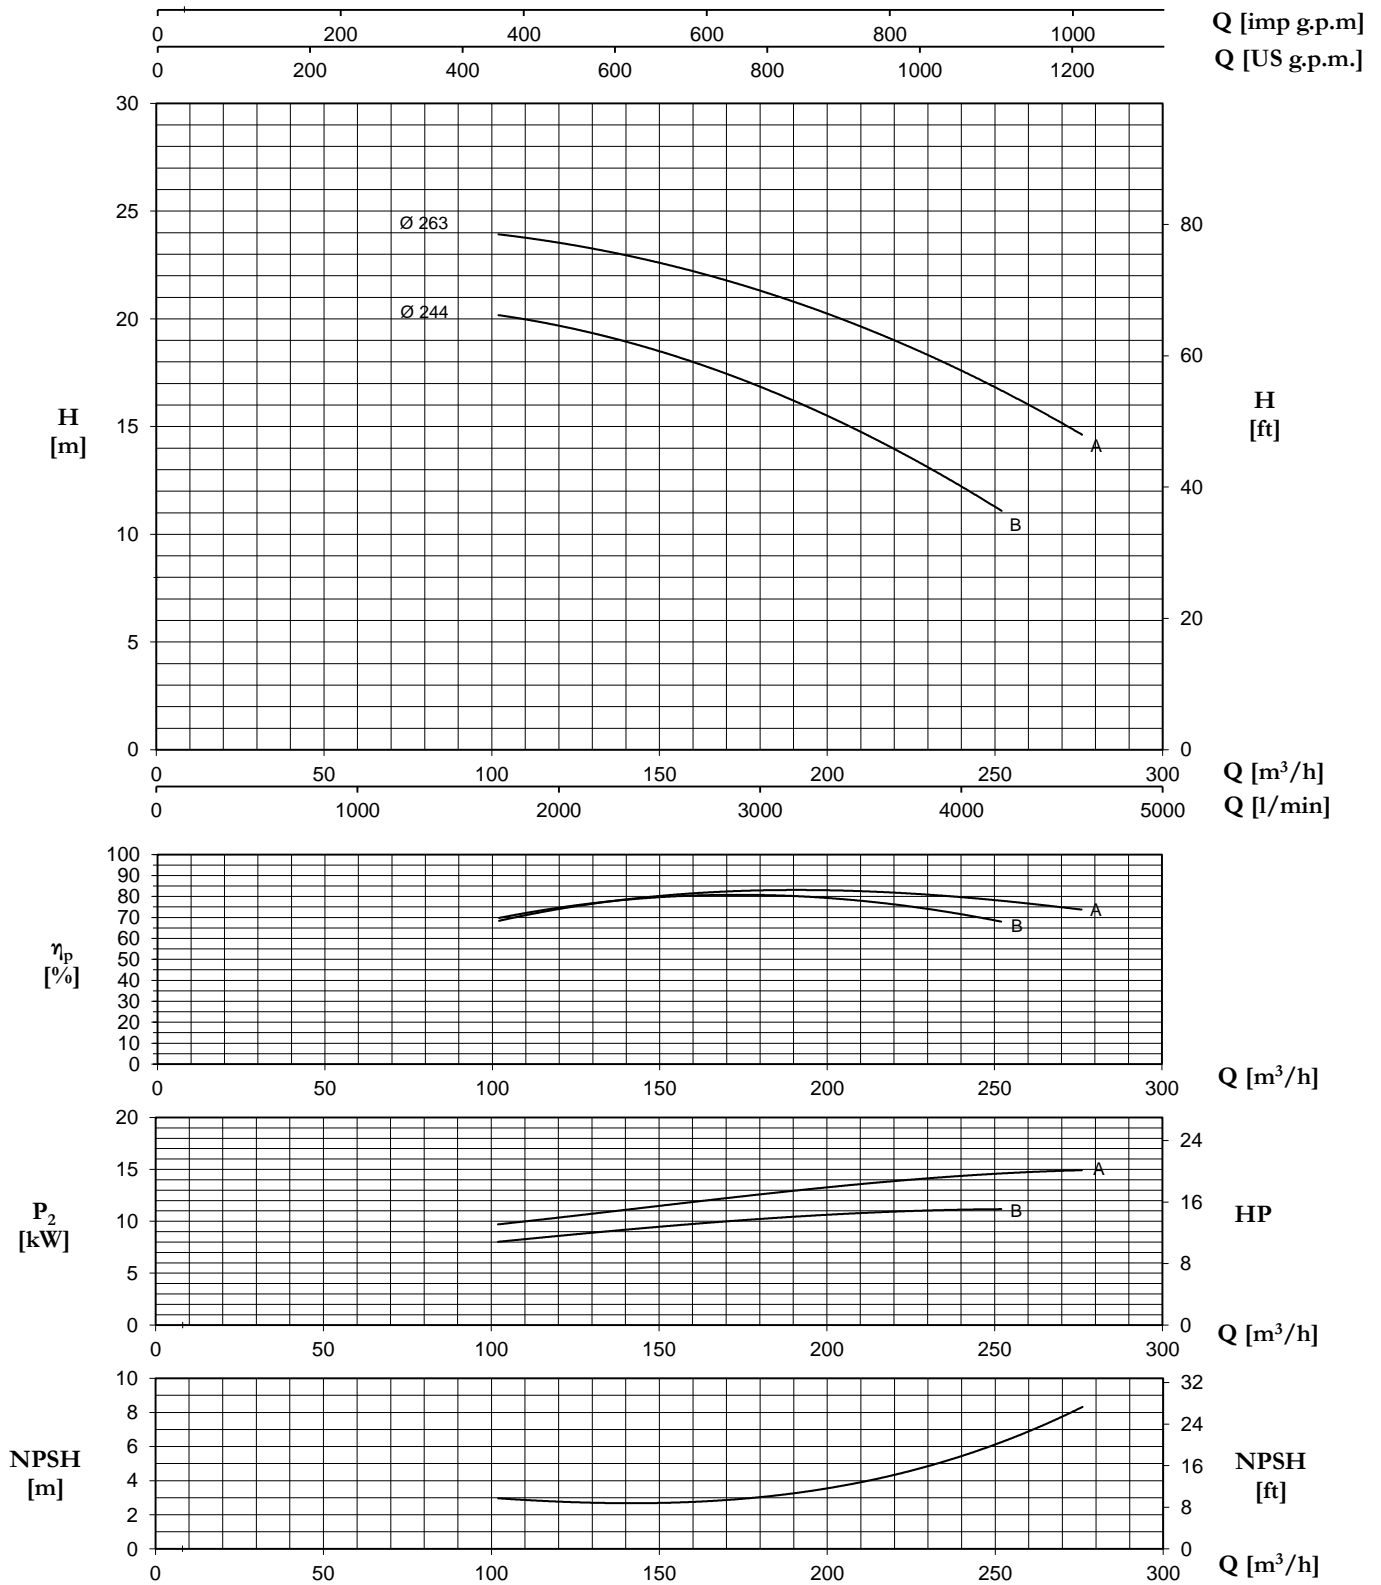 0 200 400 600 800 1000 Q [imp g.p.m]
0 200 400 600 800 1000 1200 Q [US g.p.m.]
30
25
20
15
10
5
0
H
[m]
Ø 263
Ø 244
A
B
80
60
40
20
0
H
[ft]
0 50 100 150 200 250 300 Q [m³/h]
0 1000 2000 3000 4000 5000 Q [l/min]
100
90
80
70
60
50
40
30
20
10
0
ηp
[%]
A
B
0 50 100 150 200 250 300 Q [m³/h]
20
15
10
5
0
P₂
[kW]
A
B
24
16
8
0
HP
0 50 100 150 200 250 300 Q [m³/h]
10
8
6
4
2
0
NPSH
[m]
32
24
16
8
0
NPSH
[ft]
0 50 100 150 200 250 300 Q [m³/h]